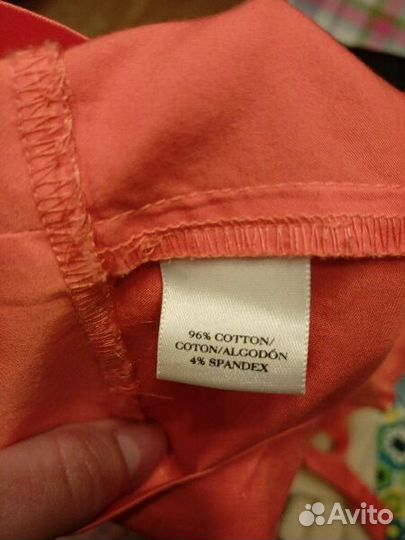 96% COTTON/
COTON/ALGODÓN
4% SPANDEX
Avito